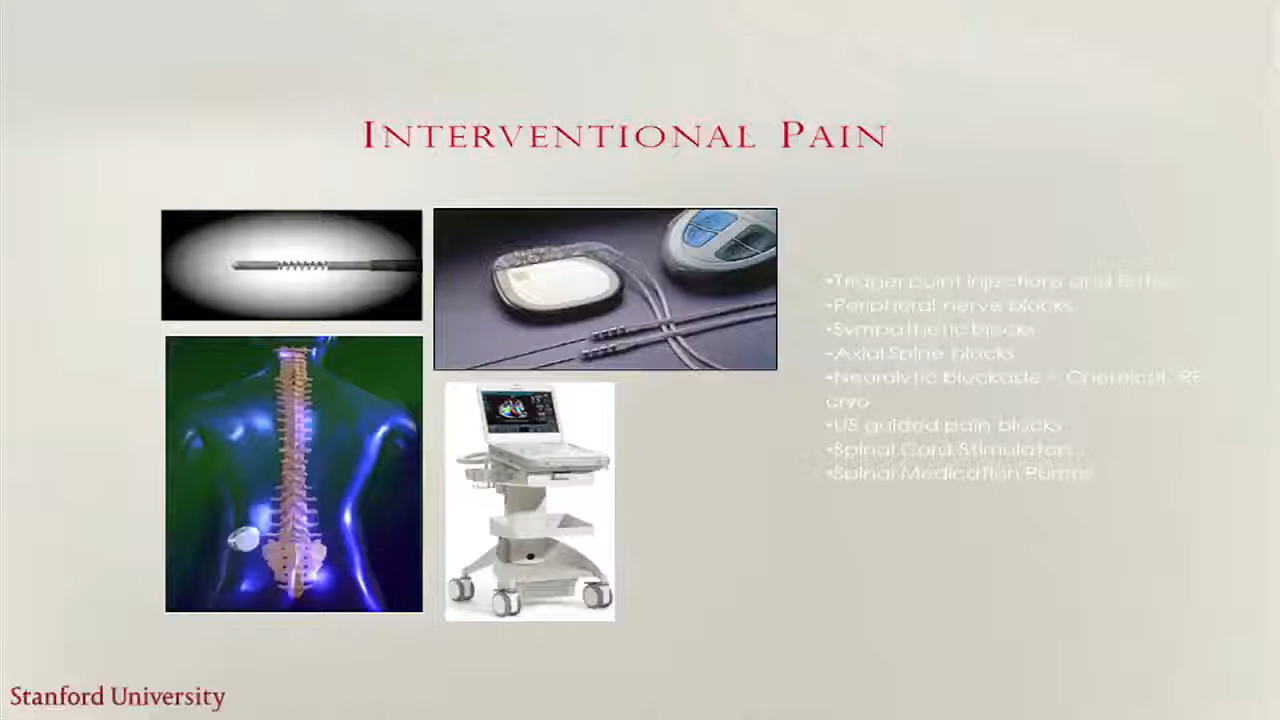 INTERVENTIONAL PAIN
•Trigger point injections and
•Peripheral nerve blocks
•Sympathetic blocks
•Axial Spine blocks
•Neurolytic blockade – Chemical, RF
cryo
•US guided pain blocks
•Spinal Cord Stimulators
•Spinal Medication Pumps
Stanford University